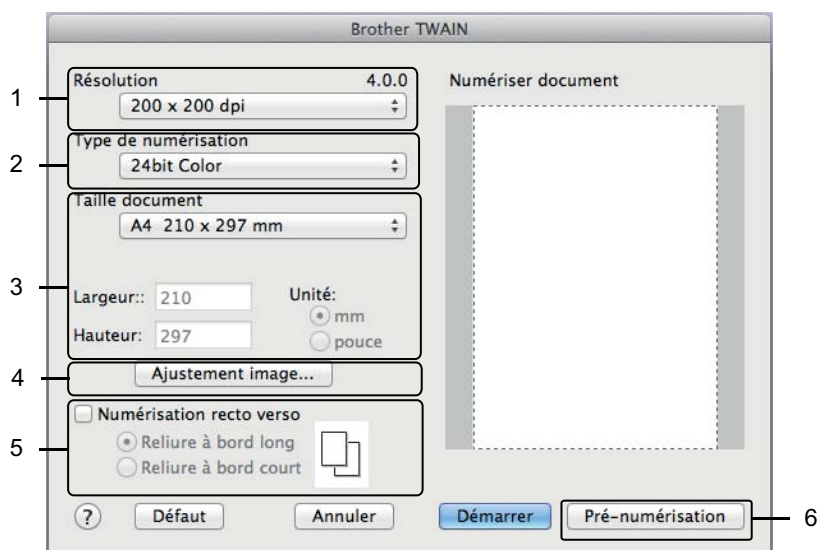 Brother TWAIN
1
Résolution 4.0.0
200 x 200 dpi
2
Type de numérisation
24bit Color
3
Taille document
A4 210 x 297 mm
Largeur:: 210
Hauteur: 297
Unité:
mm
pouce
4
Ajustement image...
5
Numérisation recto verso
Reliure à bord long
Reliure à bord court
Numériser document
?
Défaut
Annuler
Démarrer
Pré-numérisation
6